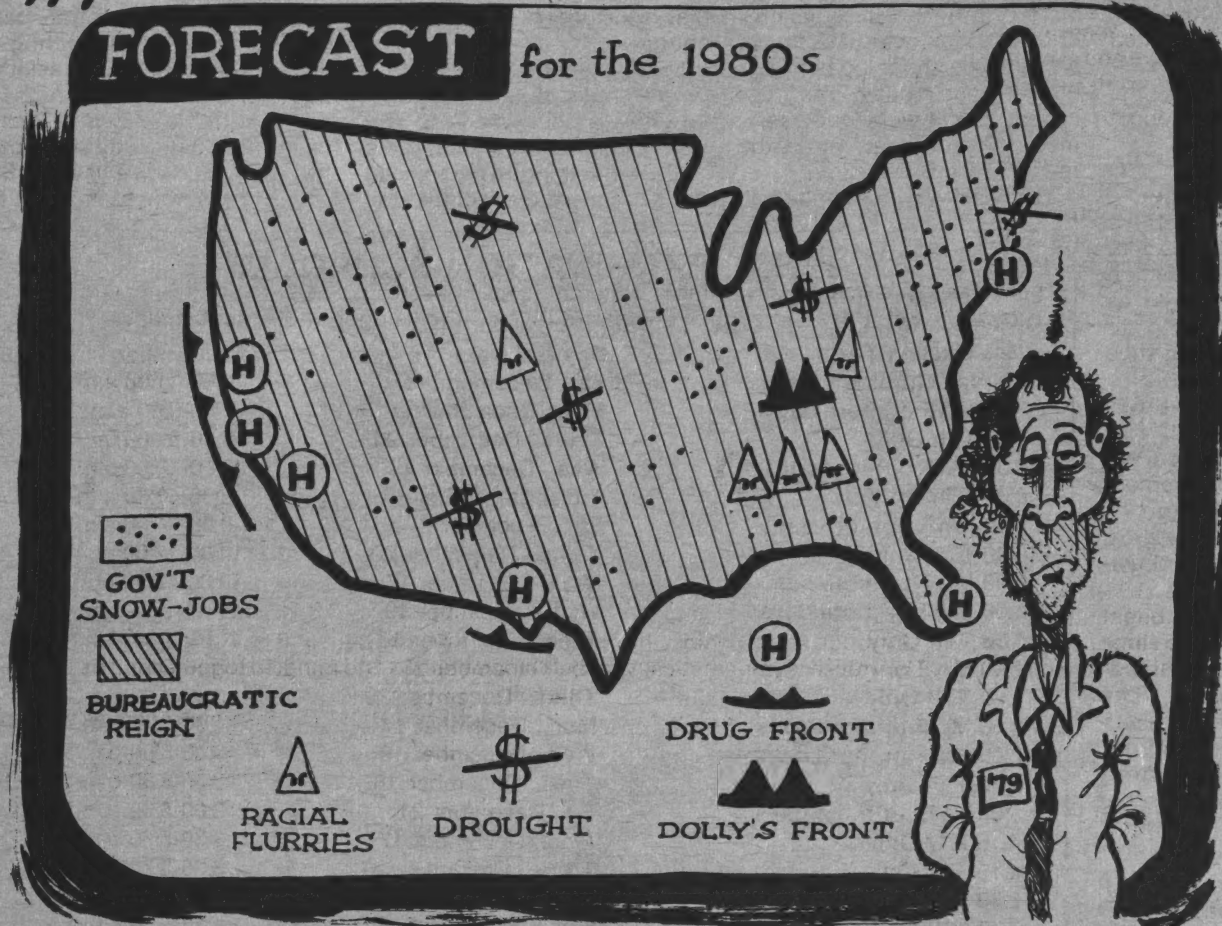 FORECAST for the 1980s
$
$
H
$
H
$
H
H
$
H
H
GOV'T
SNOW-JOBS
BUREAUCRATIC
REIGN
H
DRUG FRONT
$
'79
RACIAL
FLURRIES
DROUGHT
DOLLY'S FRONT